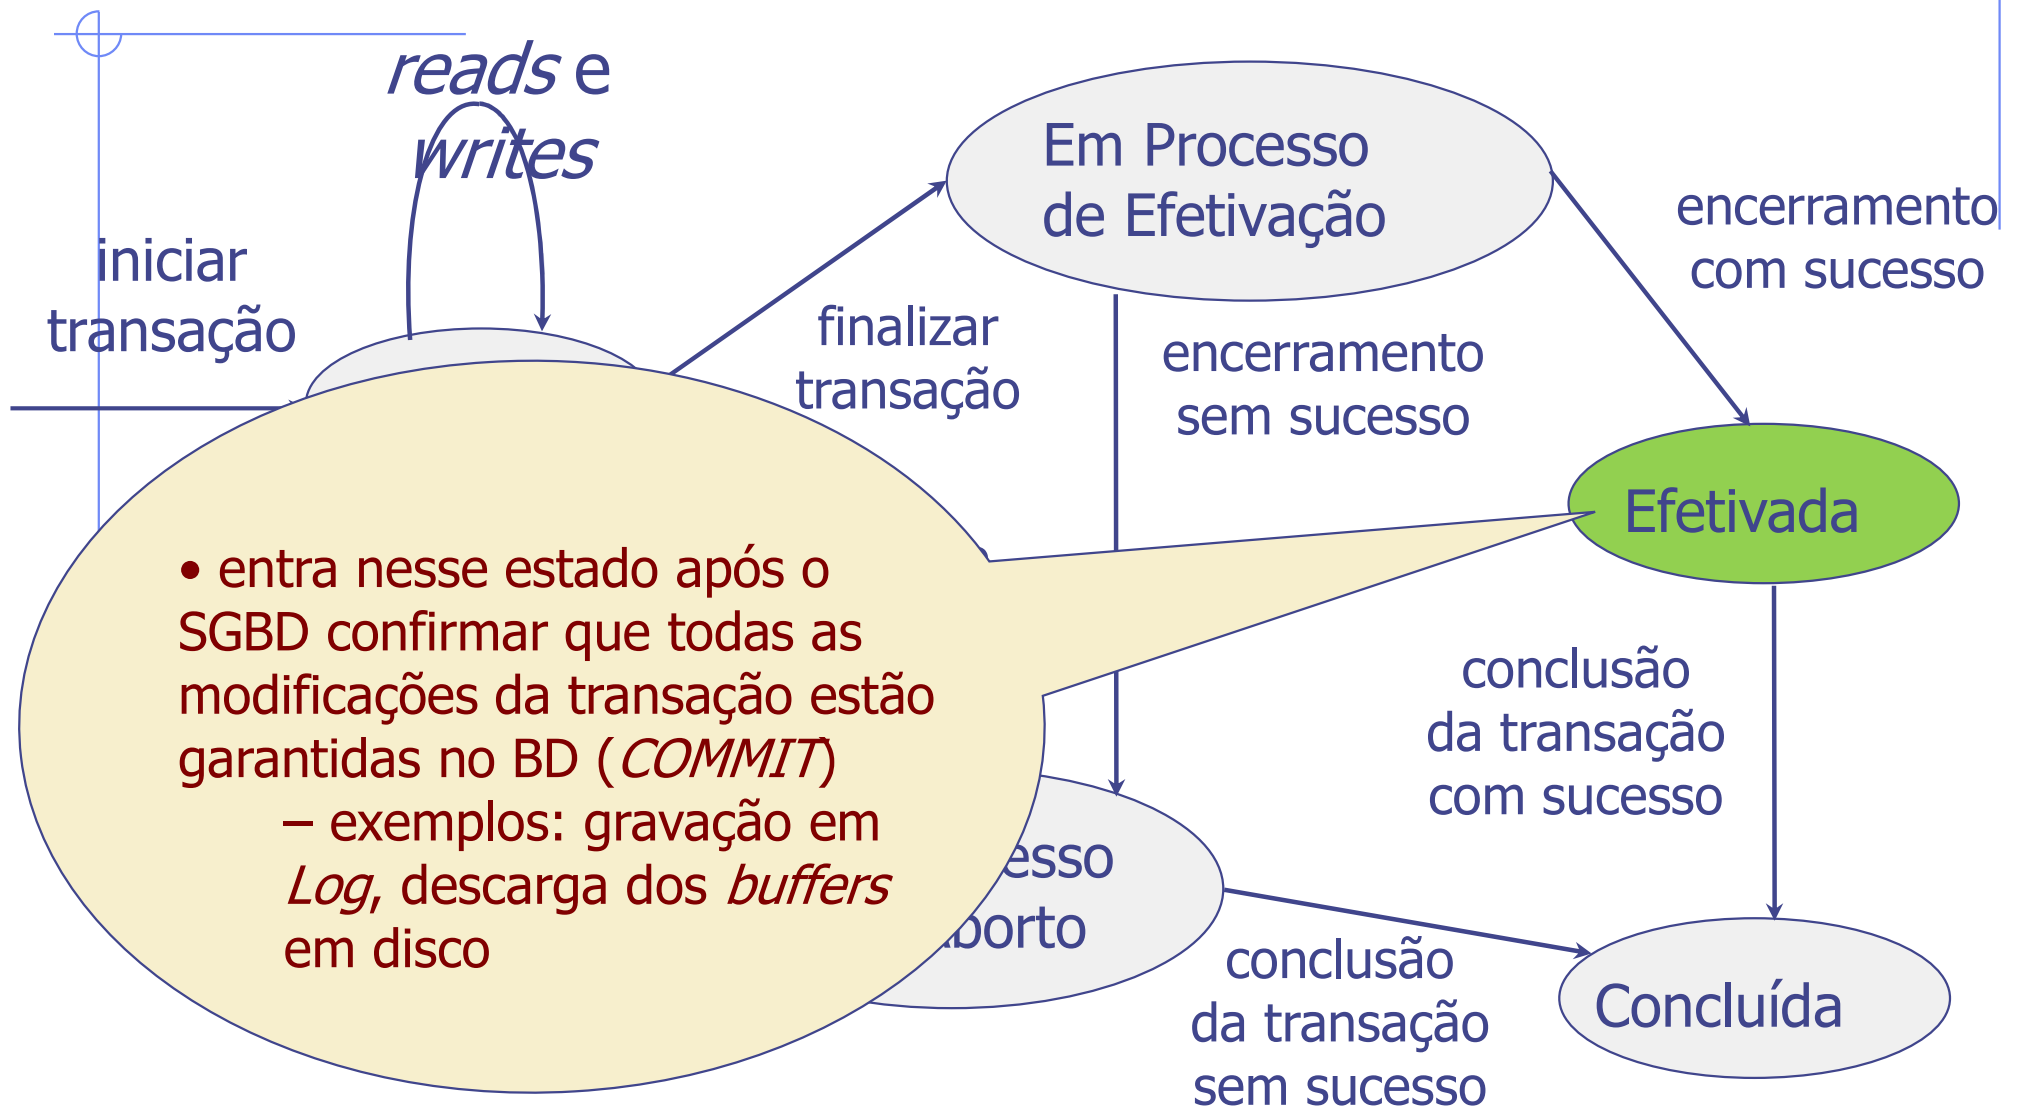 reads e
writes
iniciar
transação
Em Processo
de Efetivação
encerramento
com sucesso
finalizar
transação
encerramento
sem sucesso
Efetivada
• entra nesse estado após o
SGBD confirmar que todas as
modificações da transação estão
garantidas no BD (COMMIT)
– exemplos: gravação em
Log, descarga dos buffers
em disco
conclusão
da transação
com sucesso
conclusão
da transação
sem sucesso
Concluída